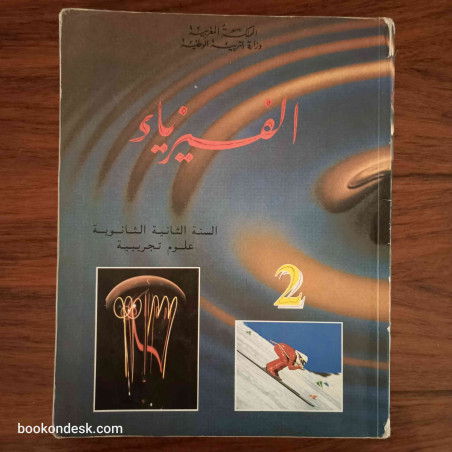 المملكة المغربية
وزارة التربية الوطنية
الفيزياء
السنة الثانية الثانوية
علوم تجريبية
2
bookondesk.com